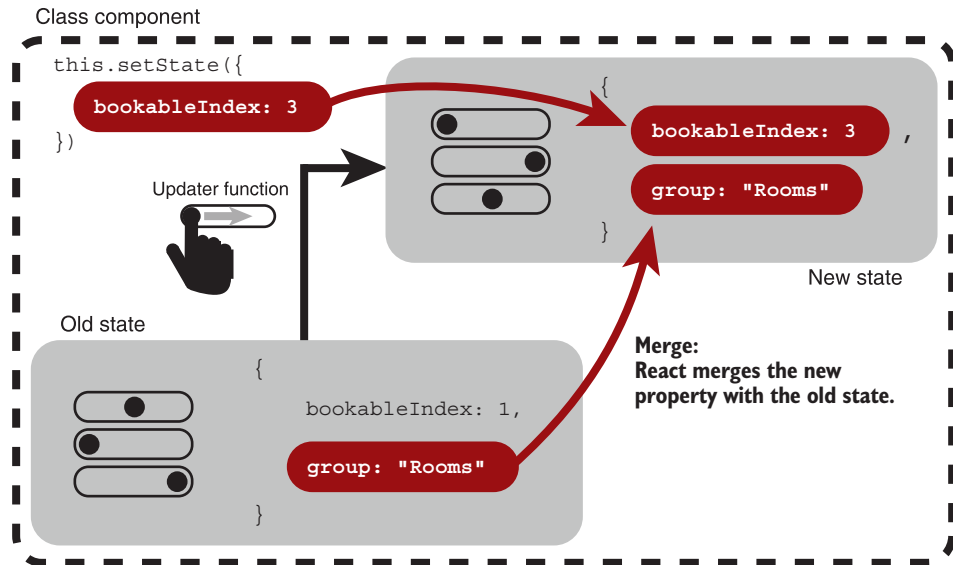 Class component
this.setState({
bookableIndex: 3
})
Updater function
{
bookableIndex: 3 ,
group: "Rooms"
}
New state
Old state
{
bookableIndex: 1,
group: "Rooms"
}
Merge:
React merges the new
property with the old state.